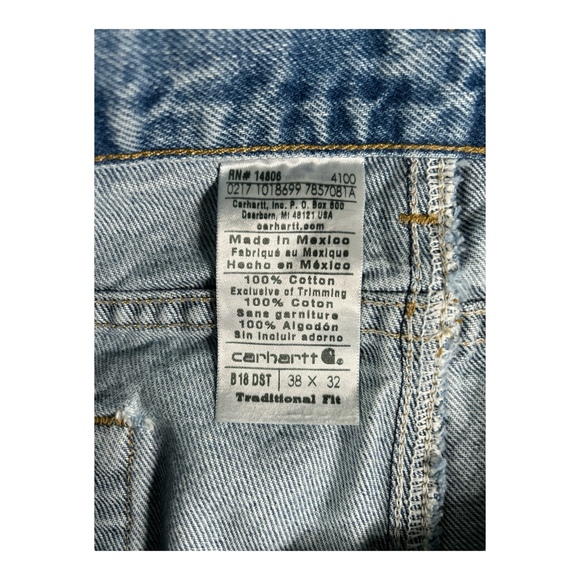 RN# 14806 4100
0217 1018699 7857081A
Carhartt, Inc. P. O. Box 600
Dearborn, MI 48121 USA
carhartt.com
Made in Mexico
Fabriqué au Mexique
Hecho en México
100% Cotton
Exclusive of Trimming
100% Coton
Sans garniture
100% Algodón
Sin incluir adorno
carhartt
B18 DST 38 X 32
Traditional Fit